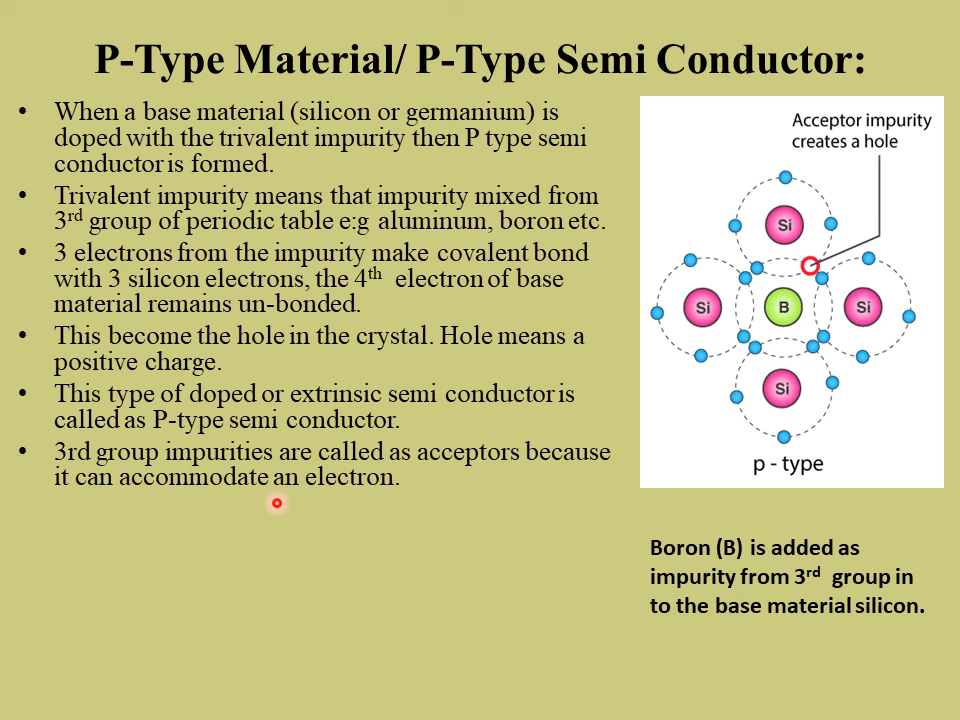 P-Type Material/ P-Type Semi Conductor:
• When a base material (silicon or germanium) is
doped with the trivalent impurity then P type semi
conductor is formed.
• Trivalent impurity means that impurity mixed from
3rd group of periodic table e:g aluminum, boron etc.
• 3 electrons from the impurity make covalent bond
with 3 silicon electrons, the 4th electron of base
material remains un-bonded.
• This become the hole in the crystal. Hole means a
positive charge.
• This type of doped or extrinsic semi conductor is
called as P-type semi conductor.
• 3rd group impurities are called as acceptors because
it can accommodate an electron.
Acceptor impurity
creates a hole
Si
Si
B
Si
Si
p - type
Boron (B) is added as
impurity from 3rd group in
to the base material silicon.